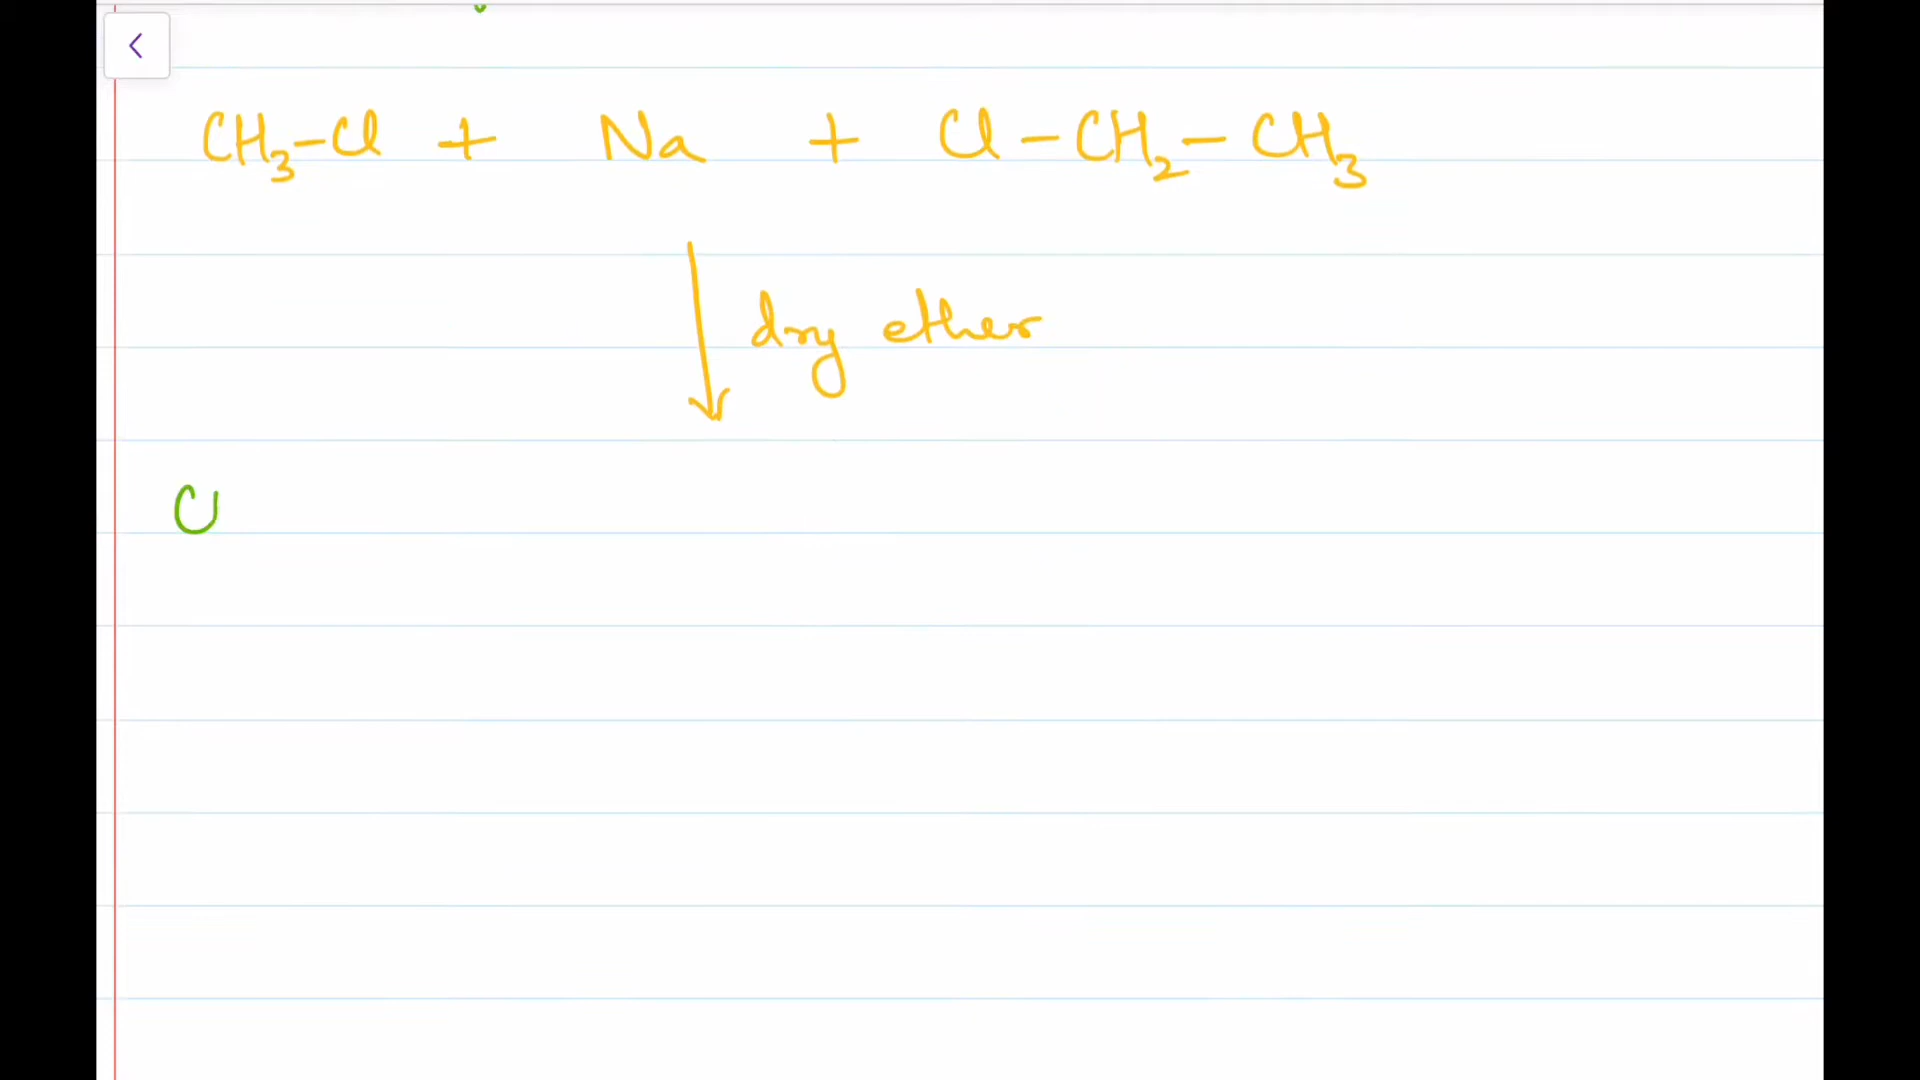 CH₃-Cl + Na + Cl-CH₂-CH₃
dry ether